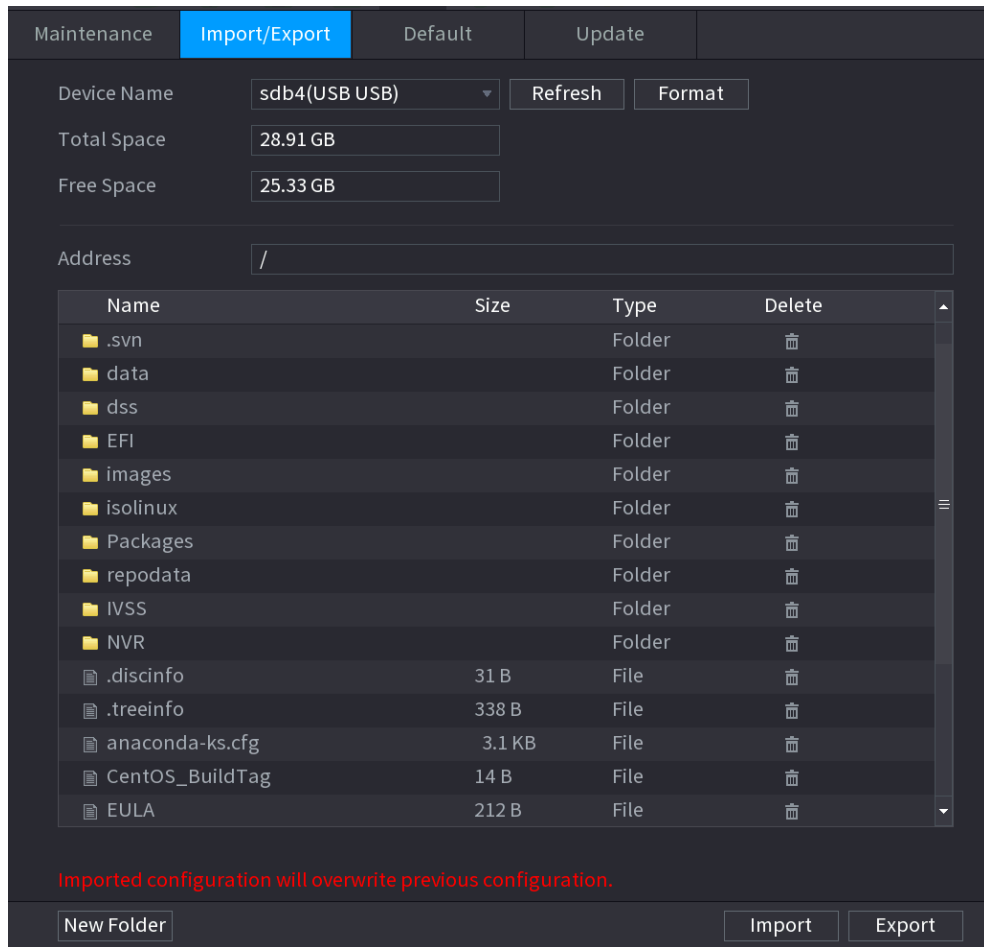 Maintenance Import/Export Default Update
Device Name sdb4(USB USB) Refresh Format
Total Space 28.91 GB
Free Space 25.33 GB
Address /
Name Size Type Delete
.svn Folder
data Folder
dss Folder
EFI Folder
images Folder
isolinux Folder
Packages Folder
repodata Folder
IVSS Folder
NVR Folder
.discinfo 31 B File
.treeinfo 338 B File
anaconda-ks.cfg 3.1 KB File
CentOS_BuildTag 14 B File
EULA 212 B File
Imported configuration will overwrite previous configuration.
New Folder Import Export